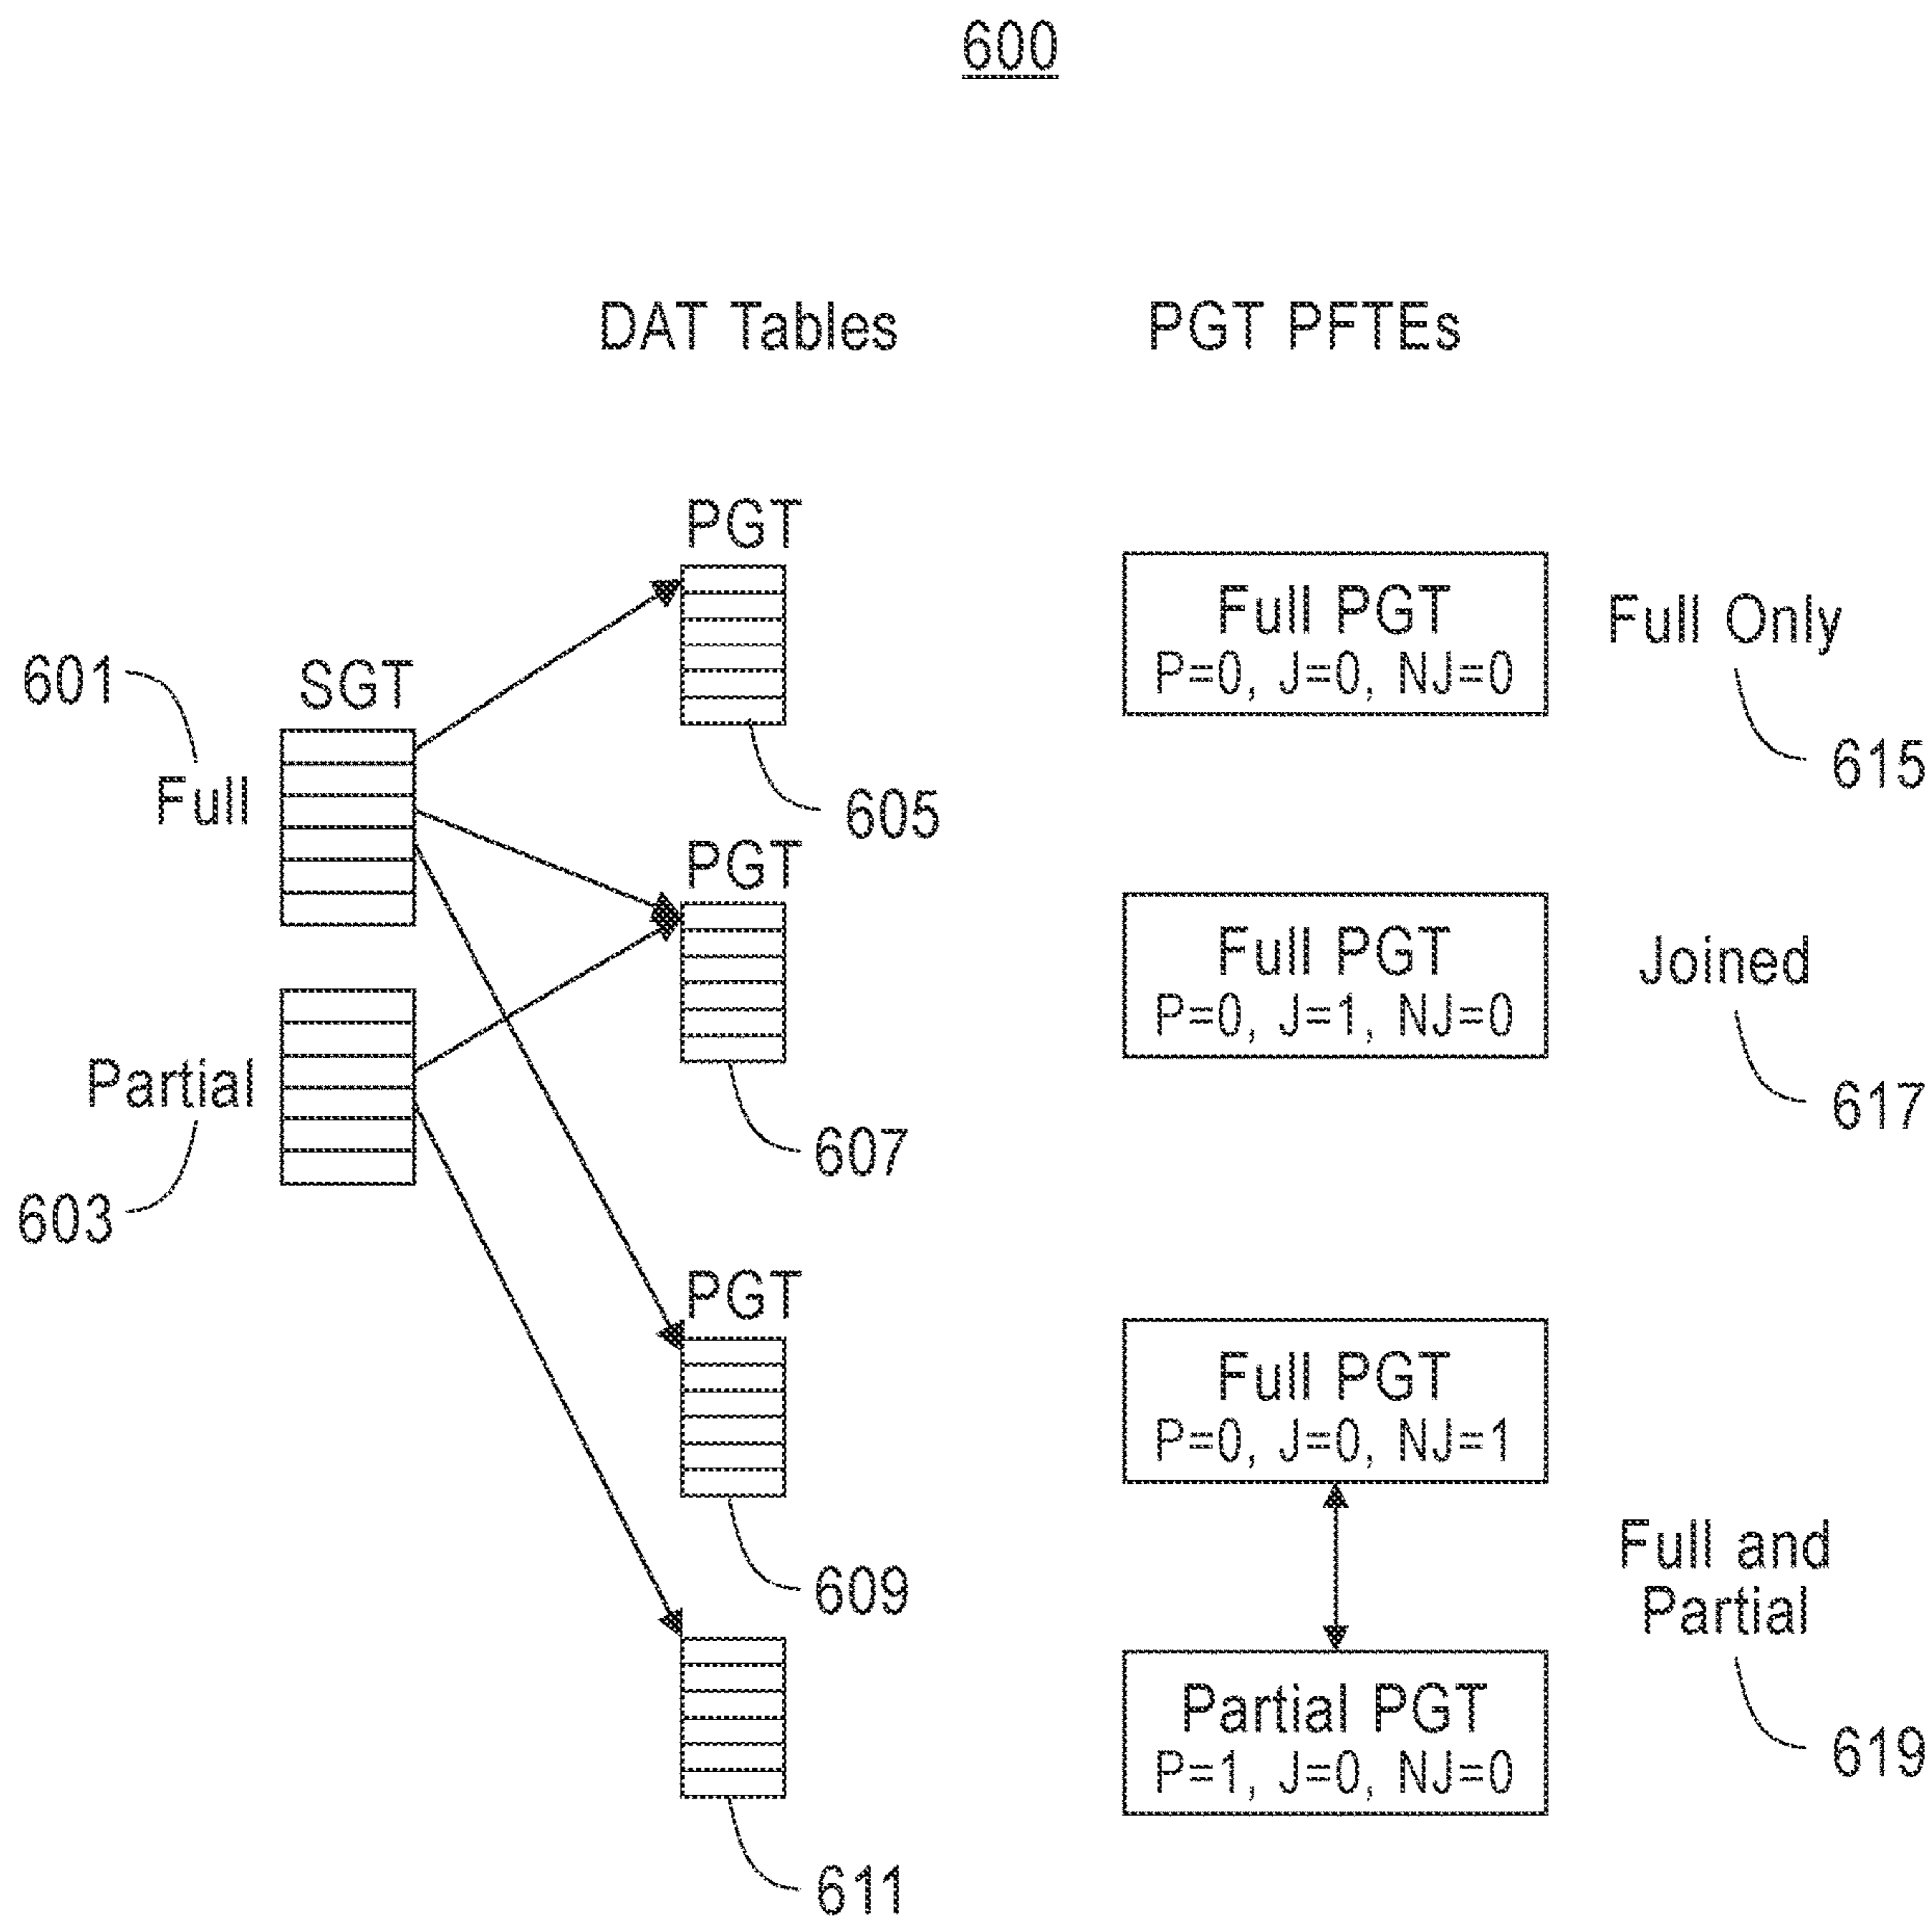 600
DAT Tables
PGT PFTEs
PGT
Full PGT
P=0, J=0, NJ=0
Full Only
615
601
SGT
Full
605
PGT
Full PGT
P=0, J=1, NJ=0
Joined
617
Partial
603
607
PGT
Full PGT
P=0, J=0, NJ=1
609
Full and
Partial
619
Partial PGT
P=1, J=0, NJ=0
611